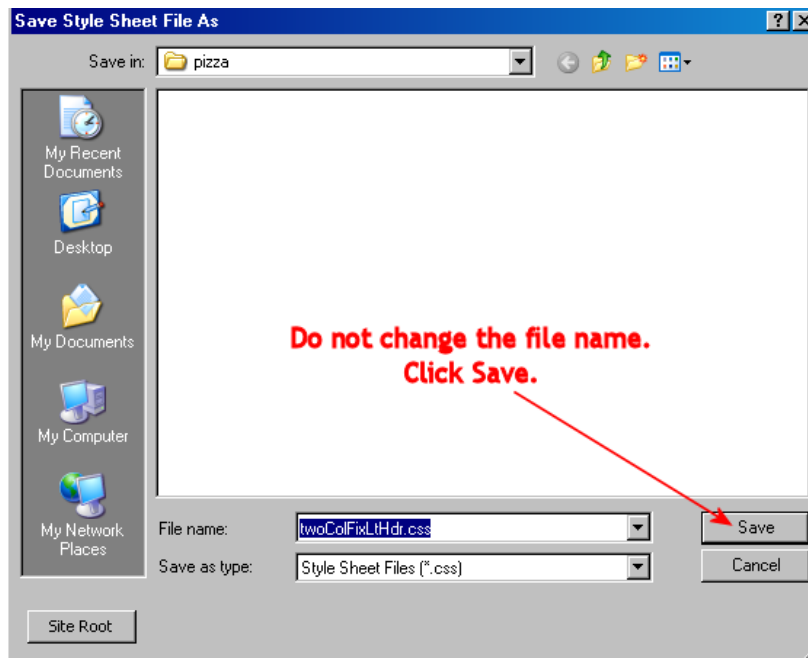 Save Style Sheet File As
Save in: pizza
My Recent
Documents
Desktop
My Documents
My Computer
My Network
Places
Do not change the file name.
Click Save.
File name: twoColFixLtHdr.css Save
Save as type: Style Sheet Files (*.css) Cancel
Site Root